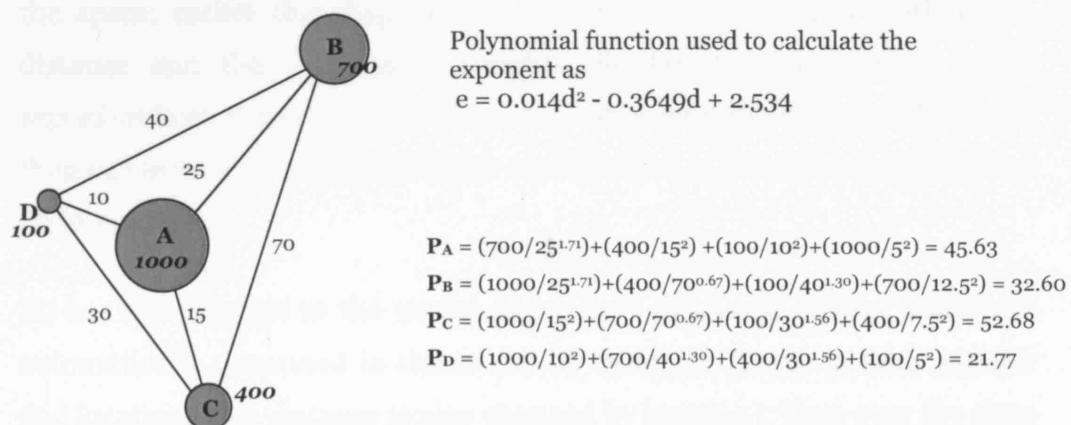 B
700
Polynomial function used to calculate the
exponent as
e = 0.014d² - 0.3649d + 2.534
40
25
D
100
10
A
1000
70
30
15
C
400
P_A = (700/25^1.71)+(400/15²) +(100/10²)+(1000/5²) = 45.63
P_B = (1000/25^1.71)+(400/70^0.67)+(100/40^1.30)+(700/12.5²) = 32.60
P_C = (1000/15²)+(700/70^0.67)+(100/30^1.56)+(400/7.5²) = 52.68
P_D = (1000/10²)+(700/40^1.30)+(400/30^1.56)+(100/5²) = 21.77